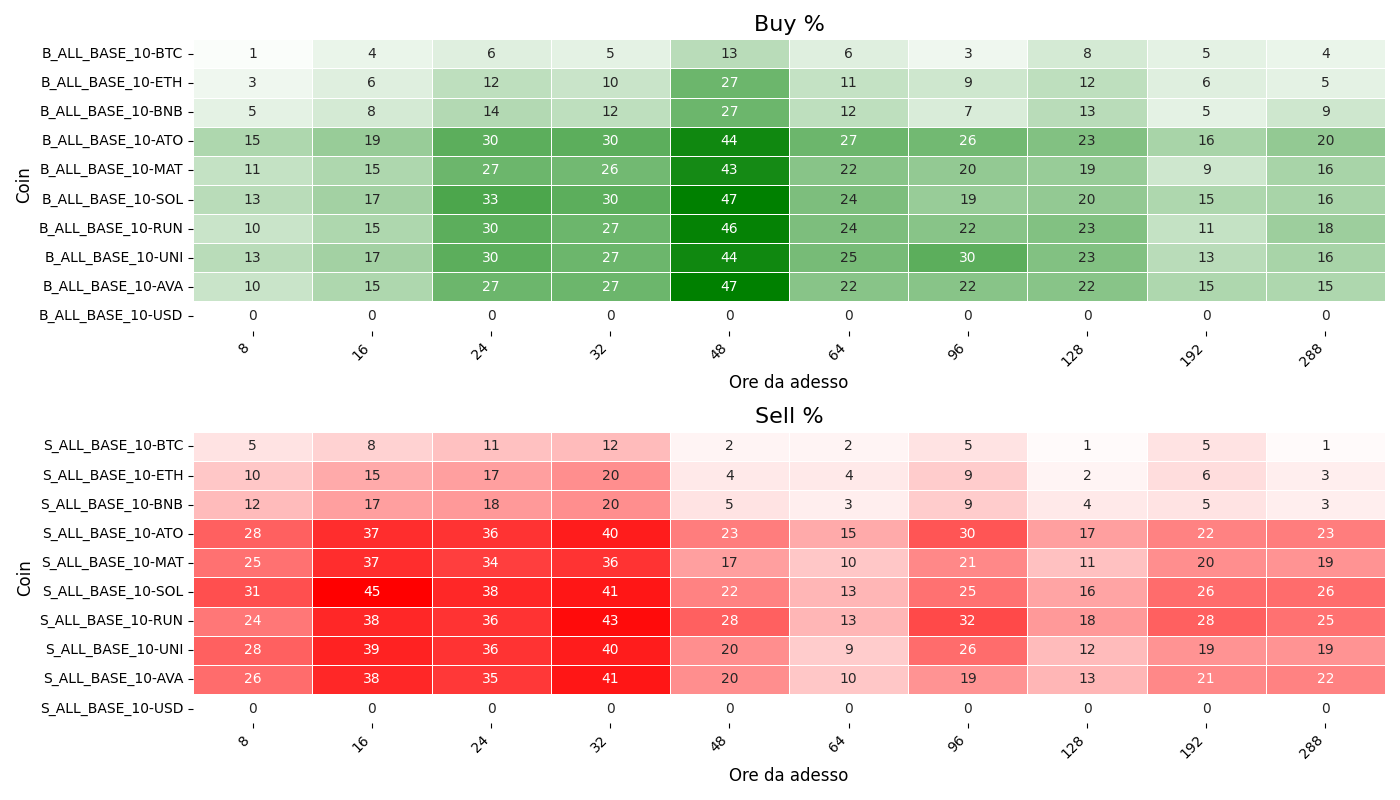 Buy %
Coin
B_ALL_BASE_10-BTC 1 4 6 5 13 6 3 8 5 4
B_ALL_BASE_10-ETH 3 6 12 10 27 11 9 12 6 5
B_ALL_BASE_10-BNB 5 8 14 12 27 12 7 13 5 9
B_ALL_BASE_10-ATO 15 19 30 30 44 27 26 23 16 20
B_ALL_BASE_10-MAT 11 15 27 26 43 22 20 19 9 16
B_ALL_BASE_10-SOL 13 17 33 30 47 24 19 20 15 16
B_ALL_BASE_10-RUN 10 15 30 27 46 24 22 23 11 18
B_ALL_BASE_10-UNI 13 17 30 27 44 25 30 23 13 16
B_ALL_BASE_10-AVA 10 15 27 27 47 22 22 22 15 15
B_ALL_BASE_10-USD 0 0 0 0 0 0 0 0 0 0
8 16 24 32 48 64 96 128 192 288
Ore da adesso
Sell %
Coin
S_ALL_BASE_10-BTC 5 8 11 12 2 2 5 1 5 1
S_ALL_BASE_10-ETH 10 15 17 20 4 4 9 2 6 3
S_ALL_BASE_10-BNB 12 17 18 20 5 3 9 4 5 3
S_ALL_BASE_10-ATO 28 37 36 40 23 15 30 17 22 23
S_ALL_BASE_10-MAT 25 37 34 36 17 10 21 11 20 19
S_ALL_BASE_10-SOL 31 45 38 41 22 13 25 16 26 26
S_ALL_BASE_10-RUN 24 38 36 43 28 13 32 18 28 25
S_ALL_BASE_10-UNI 28 39 36 40 20 9 26 12 19 19
S_ALL_BASE_10-AVA 26 38 35 41 20 10 19 13 21 22
S_ALL_BASE_10-USD 0 0 0 0 0 0 0 0 0 0
8 16 24 32 48 64 96 128 192 288
Ore da adesso